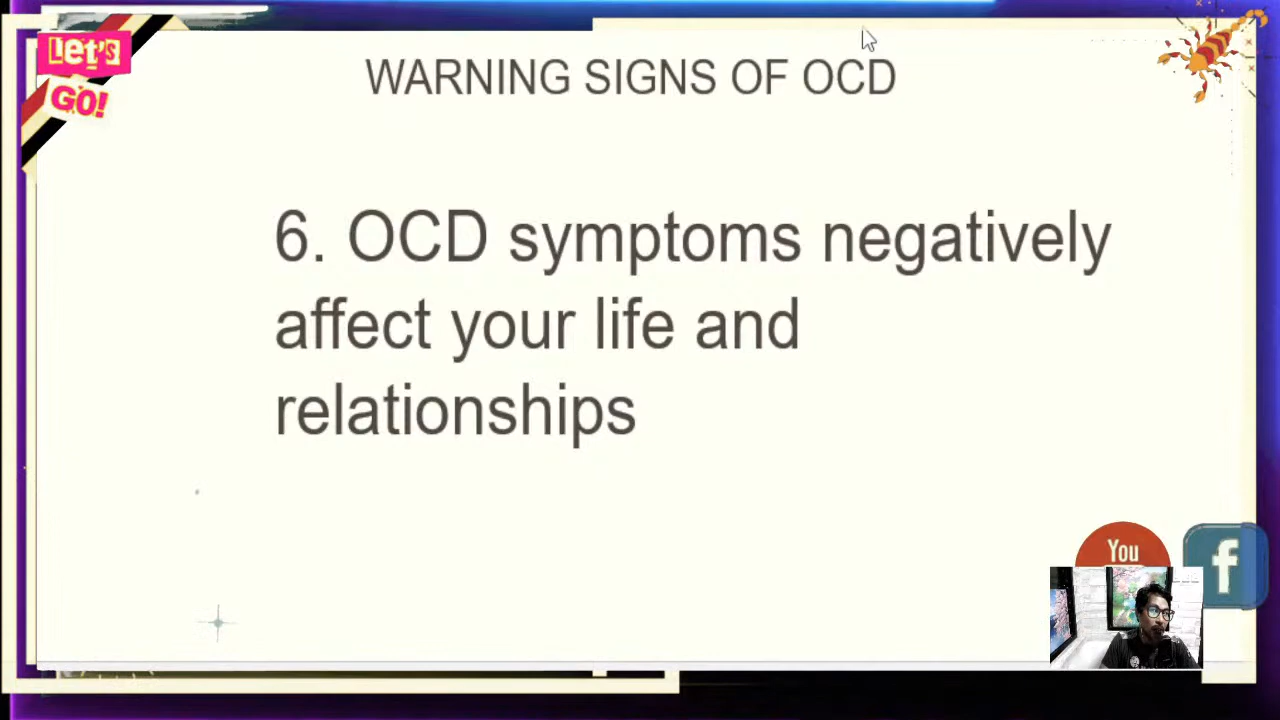 LET'S
GO!
WARNING SIGNS OF OCD
6. OCD symptoms negatively
affect your life and
relationships
You
f